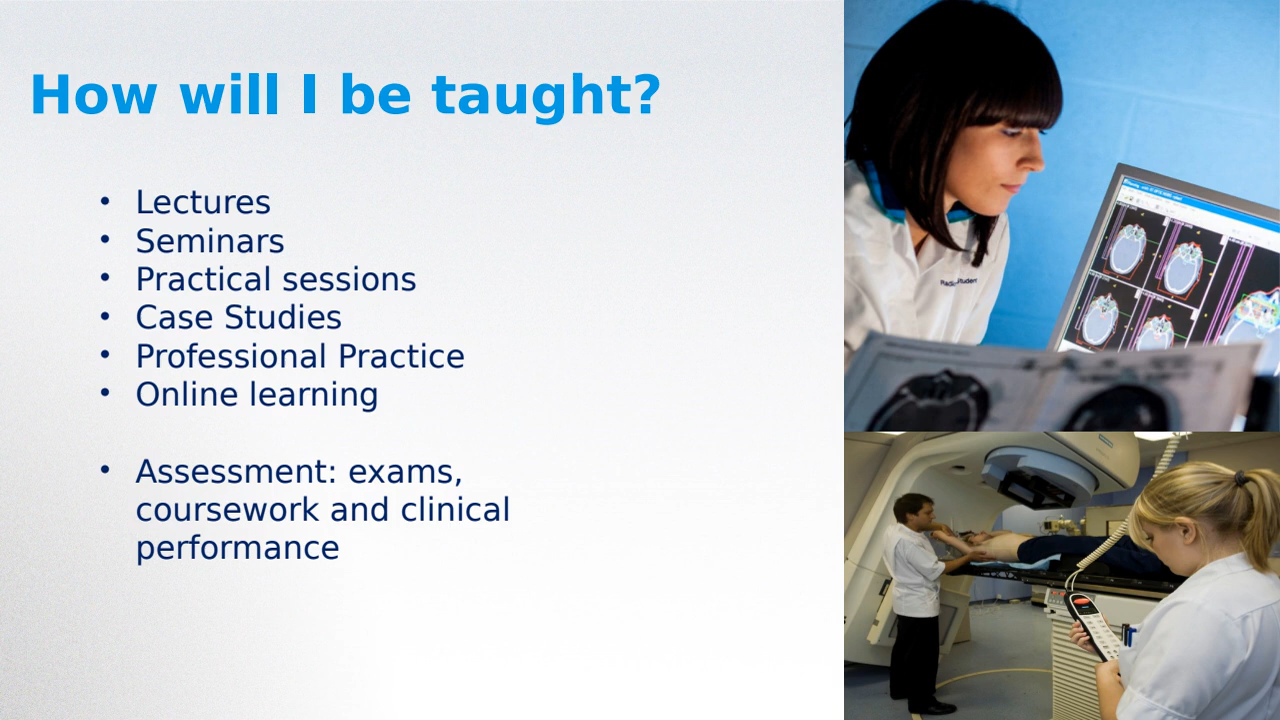 How will I be taught?
• Lectures
• Seminars
• Practical sessions
• Case Studies
• Professional Practice
• Online learning
• Assessment: exams,
coursework and clinical
performance
Student